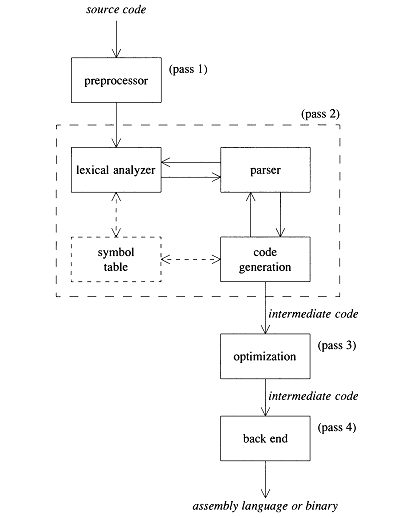 source code
(pass 1)
preprocessor
(pass 2)
lexical analyzer
parser
symbol
table
code
generation
intermediate code
optimization
(pass 3)
intermediate code
(pass 4)
back end
assembly language or binary